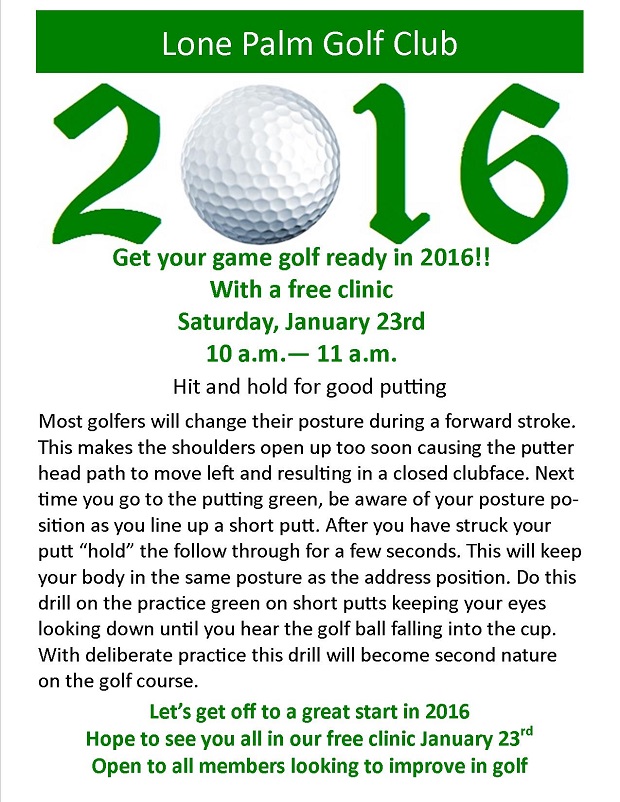 Lone Palm Golf Club
2016
Get your game golf ready in 2016!!
With a free clinic
Saturday, January 23rd
10 a.m.— 11 a.m.
Hit and hold for good putting
Most golfers will change their posture during a forward stroke.
This makes the shoulders open up too soon causing the putter
head path to move left and resulting in a closed clubface. Next
time you go to the putting green, be aware of your posture po-
sition as you line up a short putt. After you have struck your
putt “hold” the follow through for a few seconds. This will keep
your body in the same posture as the address position. Do this
drill on the practice green on short putts keeping your eyes
looking down until you hear the golf ball falling into the cup.
With deliberate practice this drill will become second nature
on the golf course.
Let’s get off to a great start in 2016
Hope to see you all in our free clinic January 23rd
Open to all members looking to improve in golf